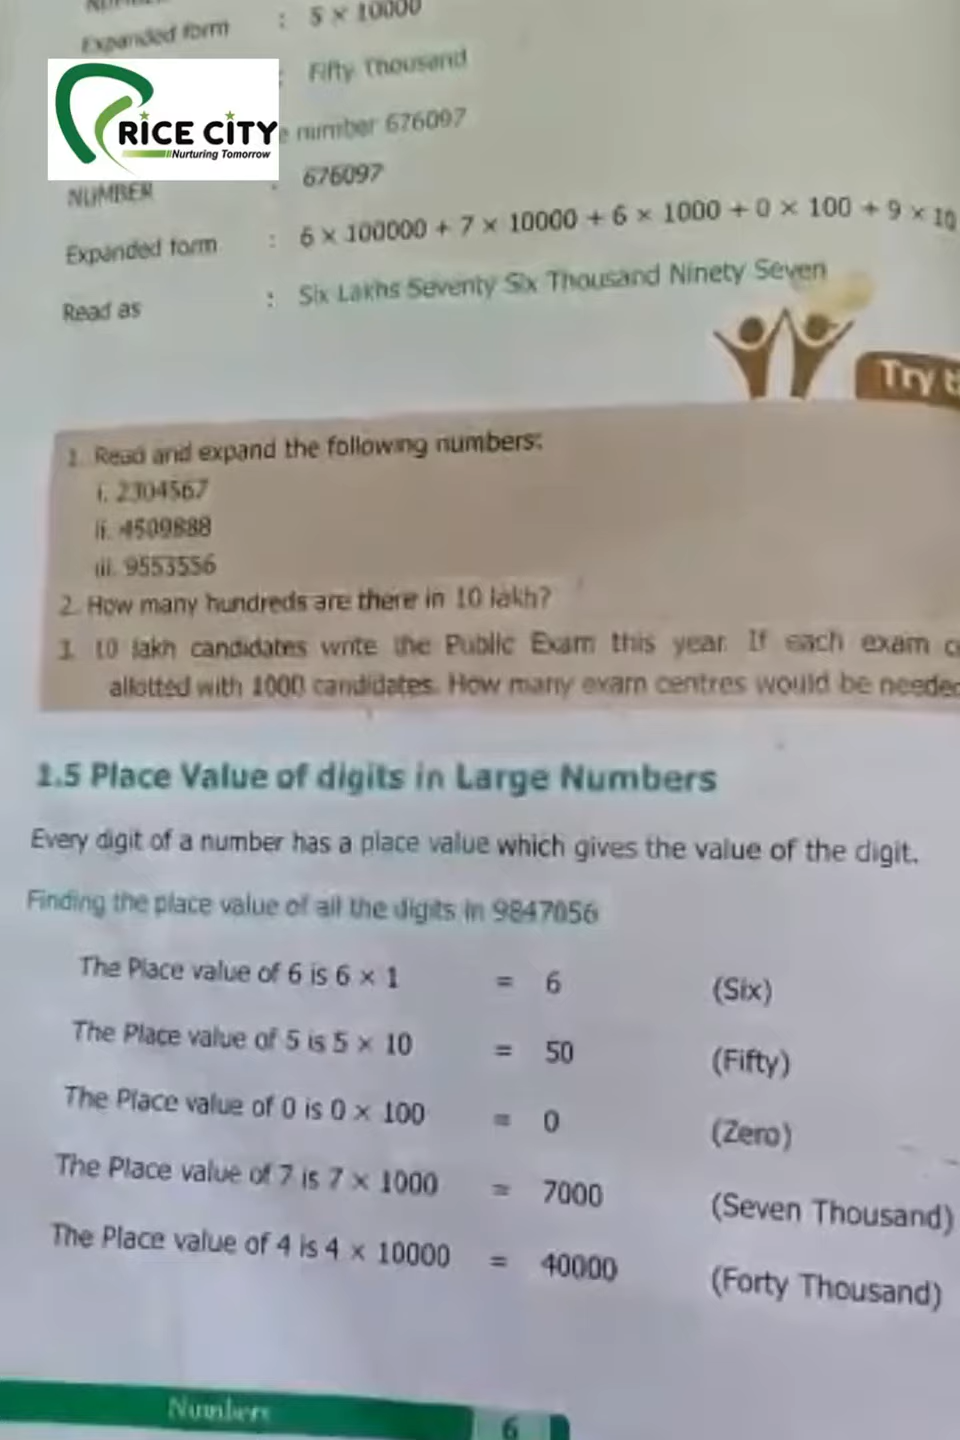 Expanded form : 5 × 10000
: Fifty Thousand
RICE CITY
Nurturing Tomorrow
number 676097
NUMBER : 676097
Expanded form : 6 × 100000 + 7 × 10000 + 6 × 1000 + 0 × 100 + 9 × 10
Read as : Six Lakhs Seventy Six Thousand Ninety Seven
Try
1. Read and expand the following numbers:
i. 2304567
ii. 4509888
iii. 9553556
2. How many hundreds are there in 10 lakh?
3. 10 lakh candidates write the Public Exam this year. If each exam
allotted with 1000 candidates. How many exam centres would be needed
1.5 Place Value of digits in Large Numbers
Every digit of a number has a place value which gives the value of the digit.
Finding the place value of all the digits in 9847056
The Place value of 6 is 6 × 1 = 6 (Six)
The Place value of 5 is 5 × 10 = 50 (Fifty)
The Place value of 0 is 0 × 100 = 0 (Zero)
The Place value of 7 is 7 × 1000 = 7000 (Seven Thousand)
The Place value of 4 is 4 × 10000 = 40000 (Forty Thousand)
Numbers 6